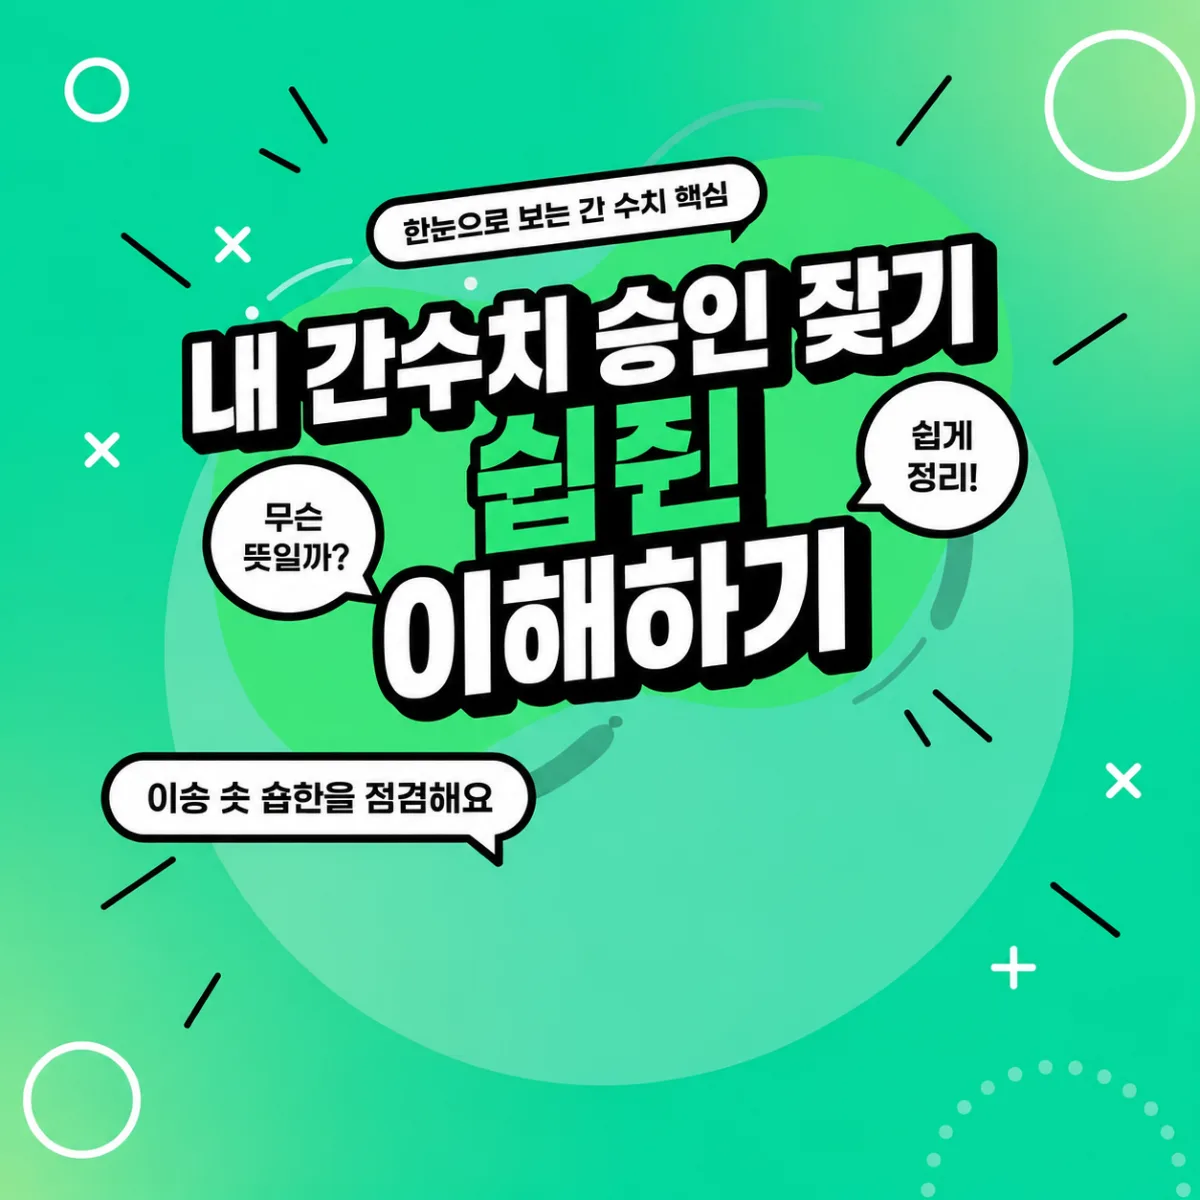 한눈으로 보는 간 수치 핵심
내 간수치 승인 잦기
쉽줜
이해하기
무슨
뜻일까?
쉽게
정리!
이송 솟 숍한을 점겸해요